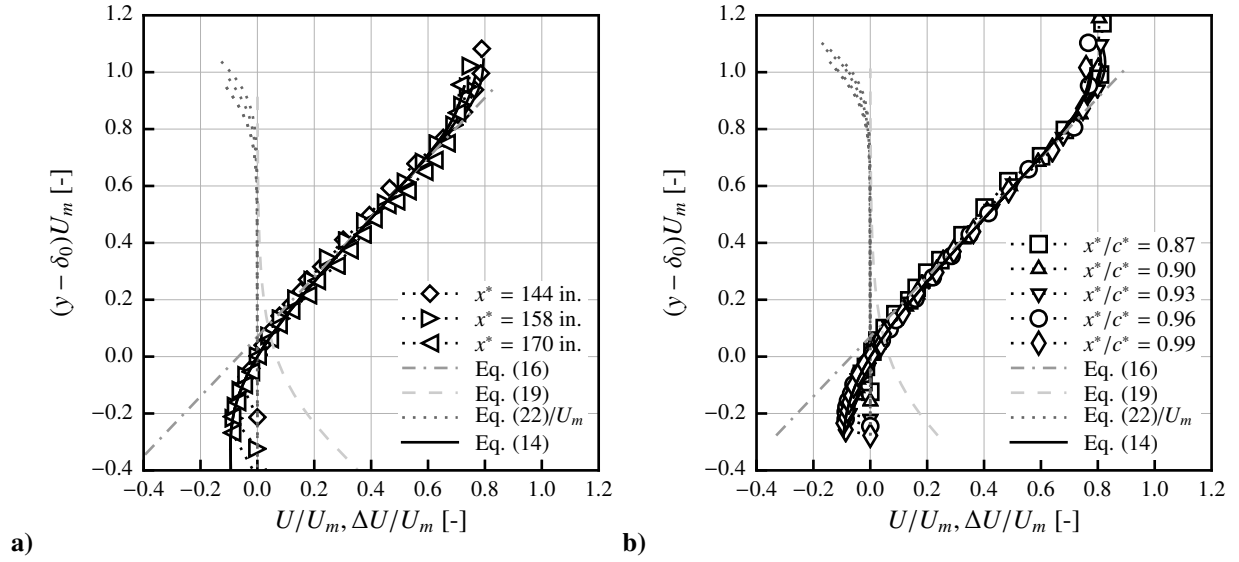 1.2
1.0
0.8
0.6
0.4
0.2
0.0
−0.2
−0.4
(y − δ₀)Uₘ [-]
x* = 144 in.
x* = 158 in.
x* = 170 in.
Eq. (16)
Eq. (19)
Eq. (22)/Uₘ
Eq. (14)
−0.4 −0.2 0.0 0.2 0.4 0.6 0.8 1.0 1.2
U/Uₘ, ΔU/Uₘ [-]
a)
1.2
1.0
0.8
0.6
0.4
0.2
0.0
−0.2
−0.4
(y − δ₀)Uₘ [-]
x*/c* = 0.87
x*/c* = 0.90
x*/c* = 0.93
x*/c* = 0.96
x*/c* = 0.99
Eq. (16)
Eq. (19)
Eq. (22)/Uₘ
Eq. (14)
−0.4 −0.2 0.0 0.2 0.4 0.6 0.8 1.0 1.2
U/Uₘ, ΔU/Uₘ [-]
b)